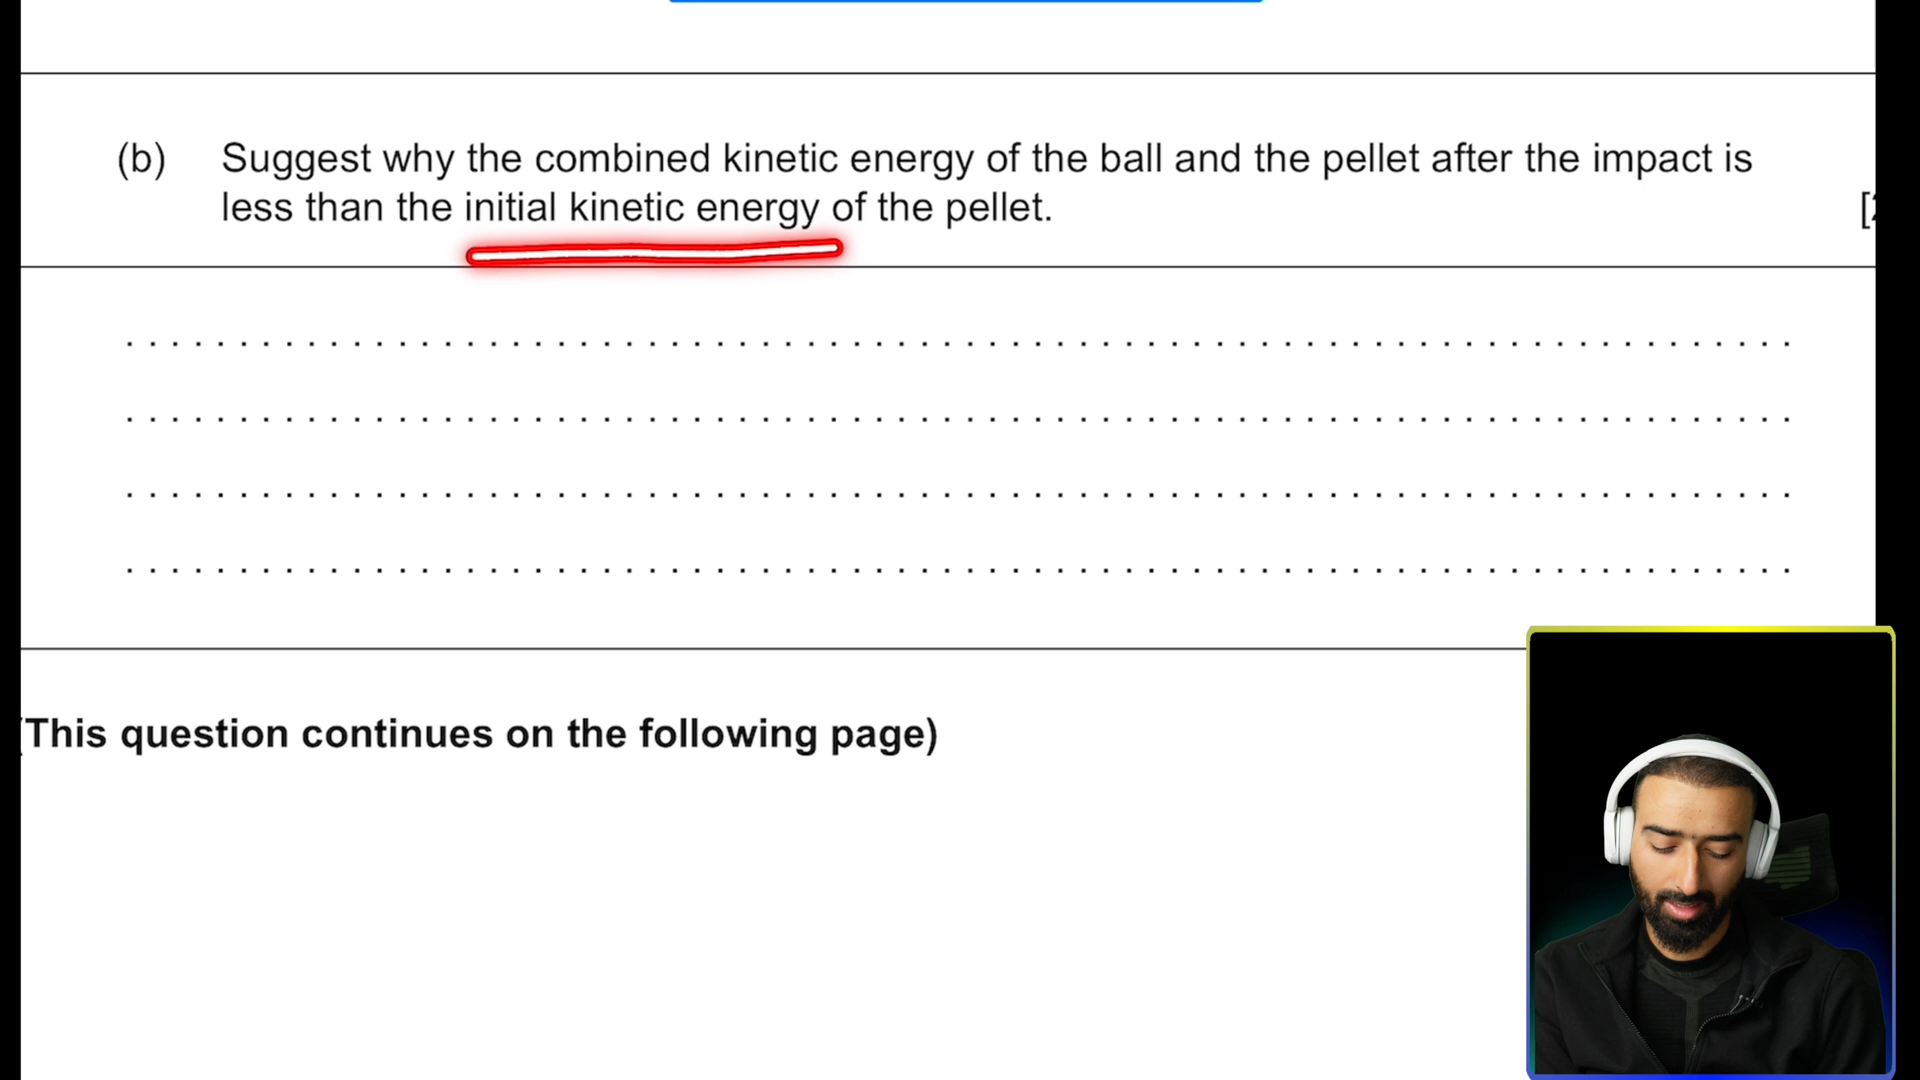 (b) Suggest why the combined kinetic energy of the ball and the pellet after the impact is
less than the initial kinetic energy of the pellet.
(This question continues on the following page)